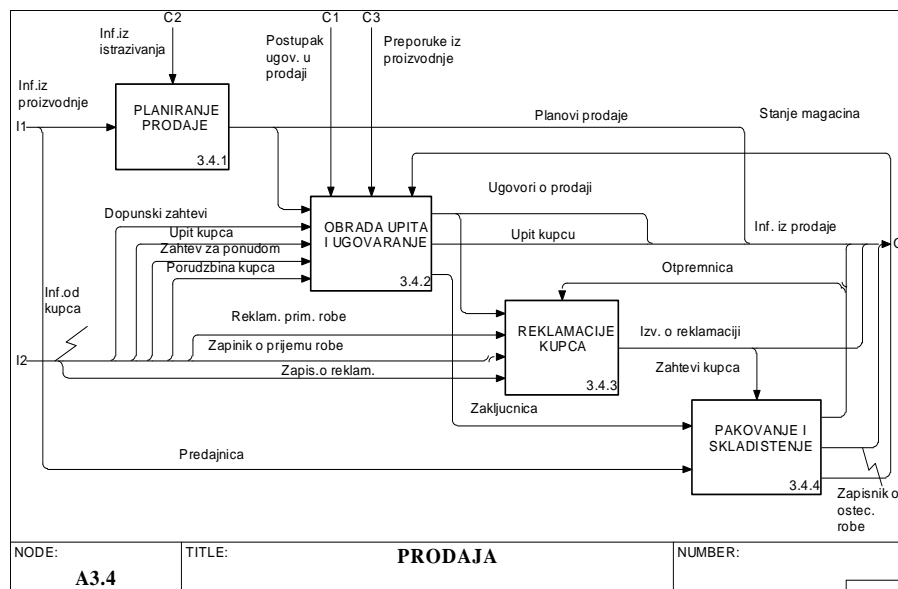 C2
C1
C3
Inf.iz
istrazivanja
Postupak
ugov. u
prodaji
Preporuke iz
proizvodnje
Inf.iz
proizvodnje
I1
PLANIRANJE
PRODAJE
3.4.1
Planovi prodaje
Stanje magacina
Ugovori o prodaji
Dopunski zahtevi
Upit kupca
Zahtev za ponudom
Porudzbina kupca
OBRADA UPITA
I UGOVARANJE
3.4.2
Upit kupcu
Inf. iz prodaje
Otpremnica
Inf.od
kupca
I2
Reklam. prim. robe
Zapinik o prijemu robe
Zapis.o reklam.
REKLAMACIJE
KUPCA
3.4.3
Izv. o reklamaciji
Zahtevi kupca
Zakljucnica
Predajnica
PAKOVANJE I
SKLADISTENJE
3.4.4
Zapisnik o
ostec.
robe
NODE:
A3.4
TITLE:
PRODAJA
NUMBER: